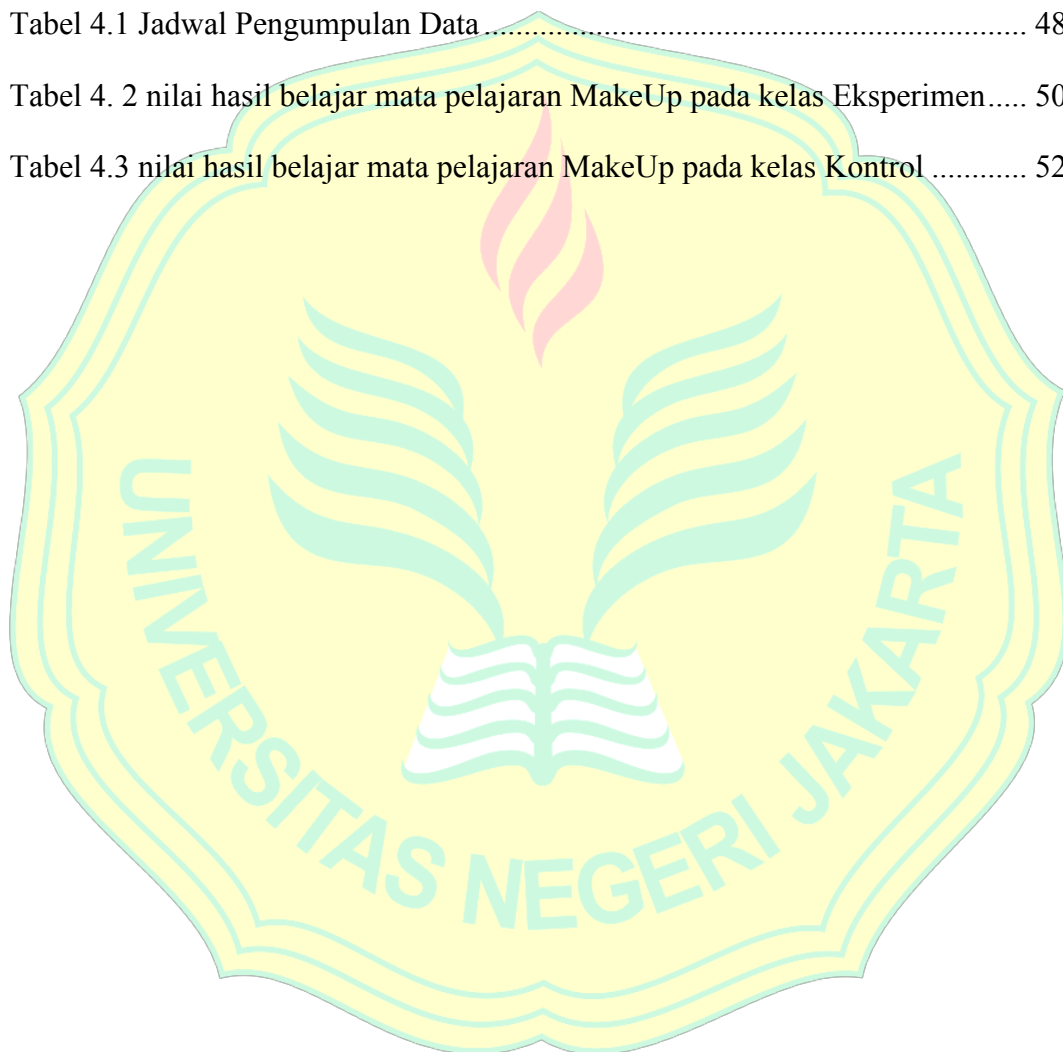 Tabel 4.1 Jadwal Pengumpulan Data ..................................................................... 48
Tabel 4. 2 nilai hasil belajar mata pelajaran MakeUp pada kelas Eksperimen ..... 50
Tabel 4.3 nilai hasil belajar mata pelajaran MakeUp pada kelas Kontrol ............ 52
UNIVERSITAS NEGERI JAKARTA